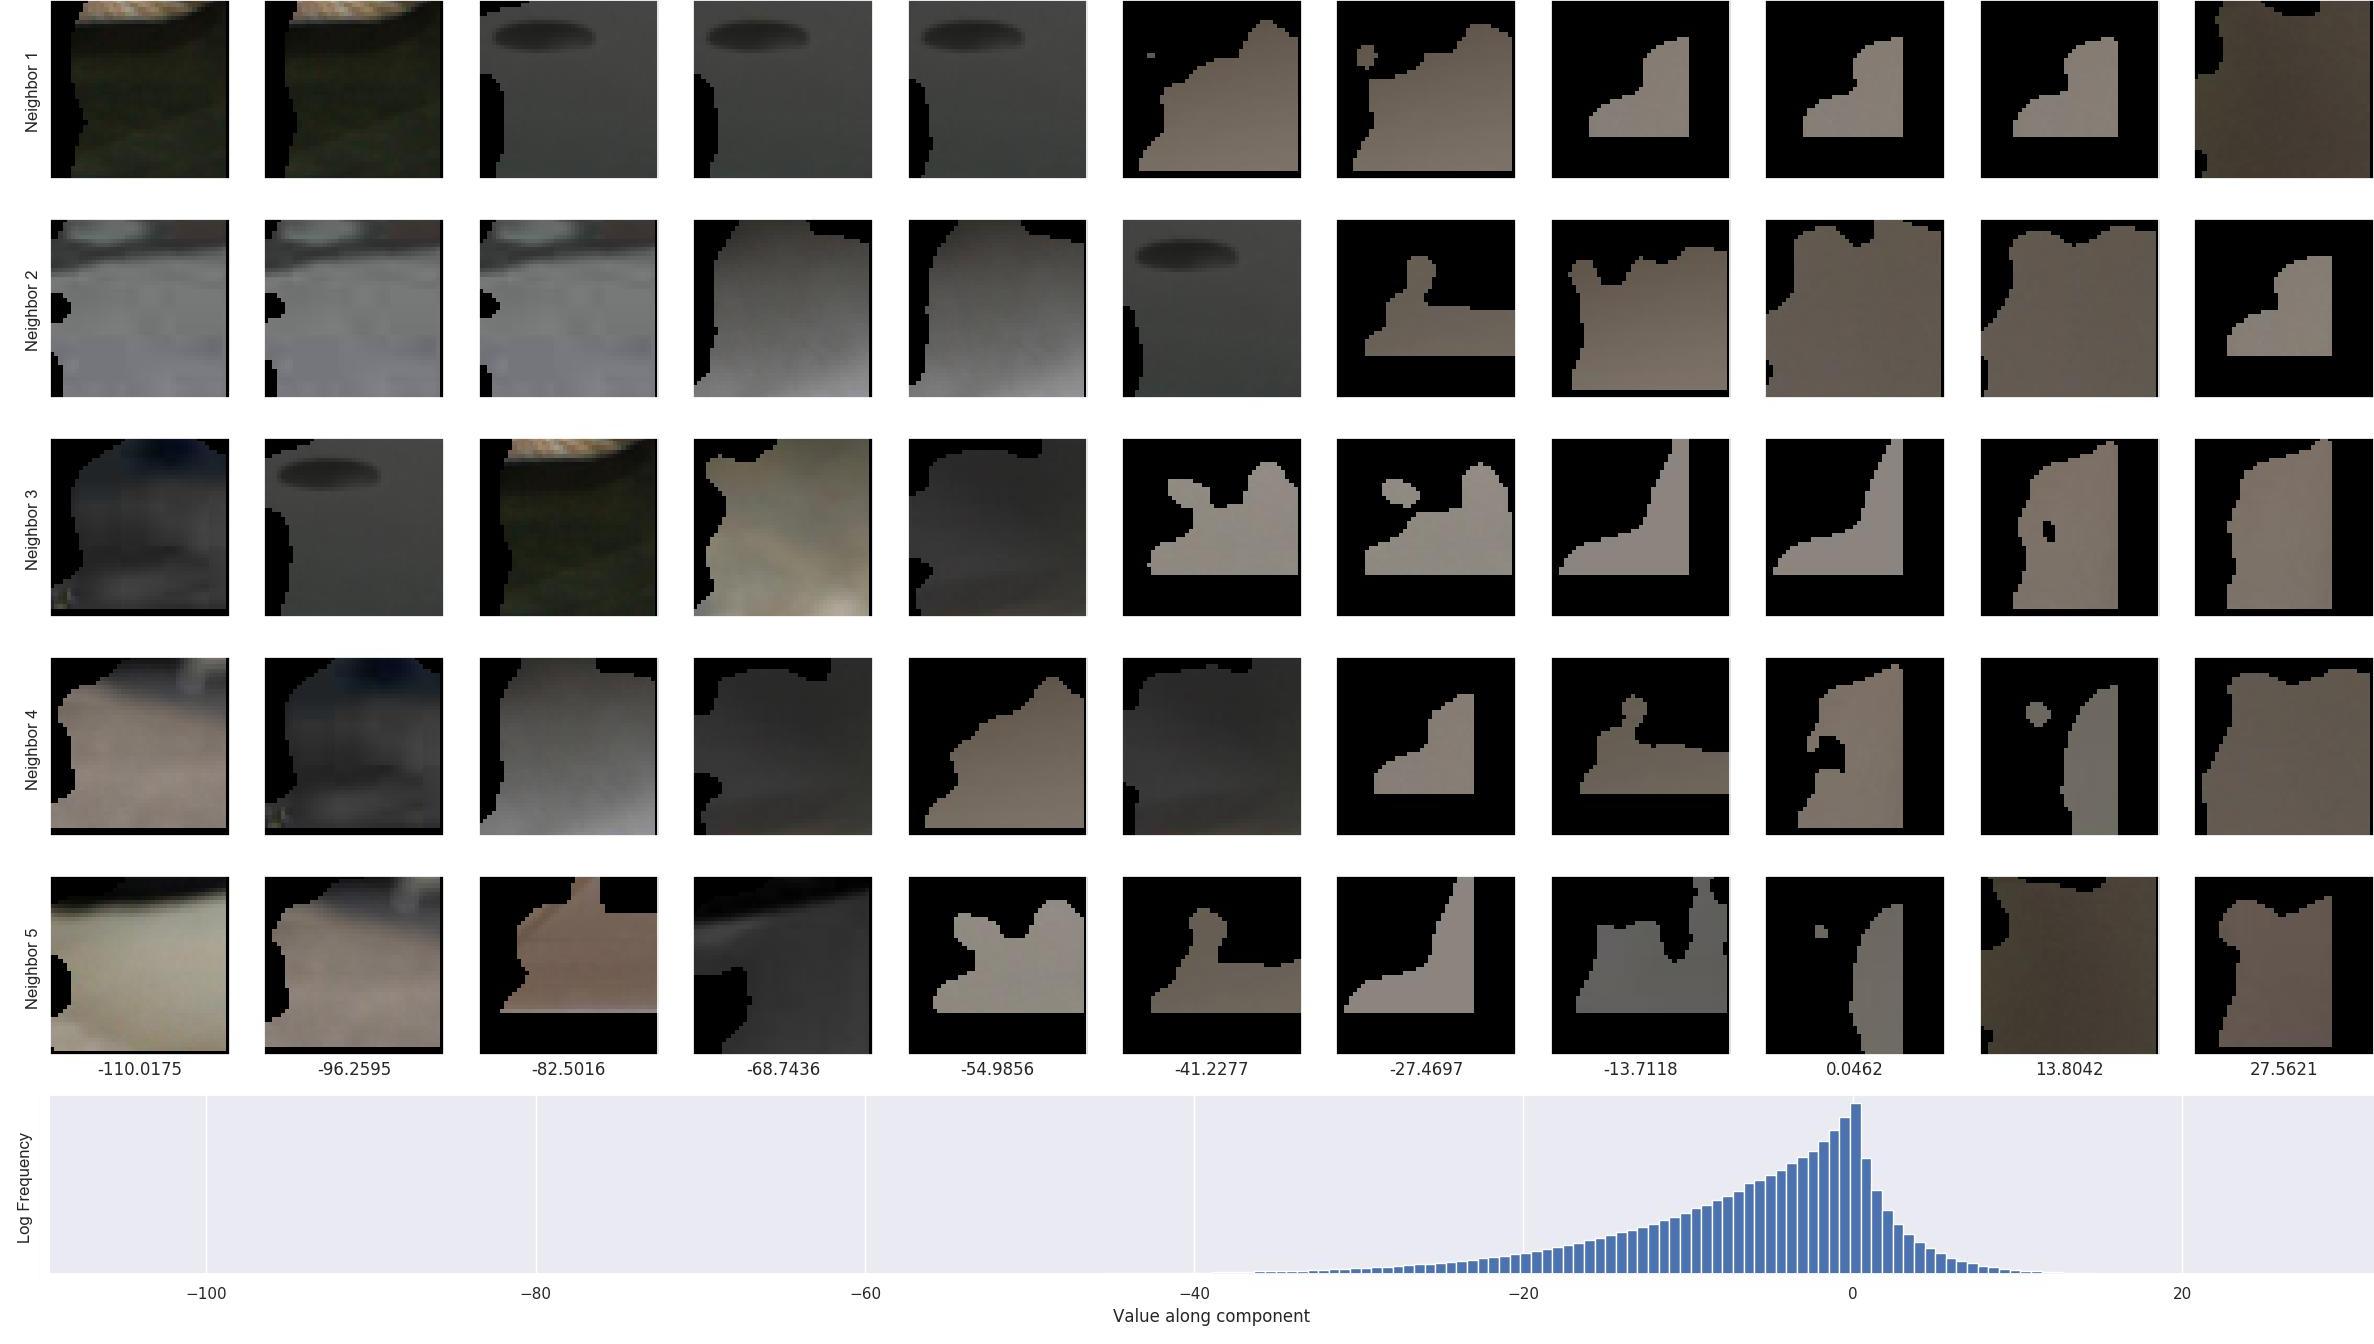 Neighbor 1
Neighbor 2
Neighbor 3
Neighbor 4
Neighbor 5
-110.0175 -96.2595 -82.5016 -68.7436 -54.9856 -41.2277 -27.4697 -13.7118 0.0462 13.8042 27.5621
Log Frequency
−100 −80 −60 −40 −20 0 20
Value along component